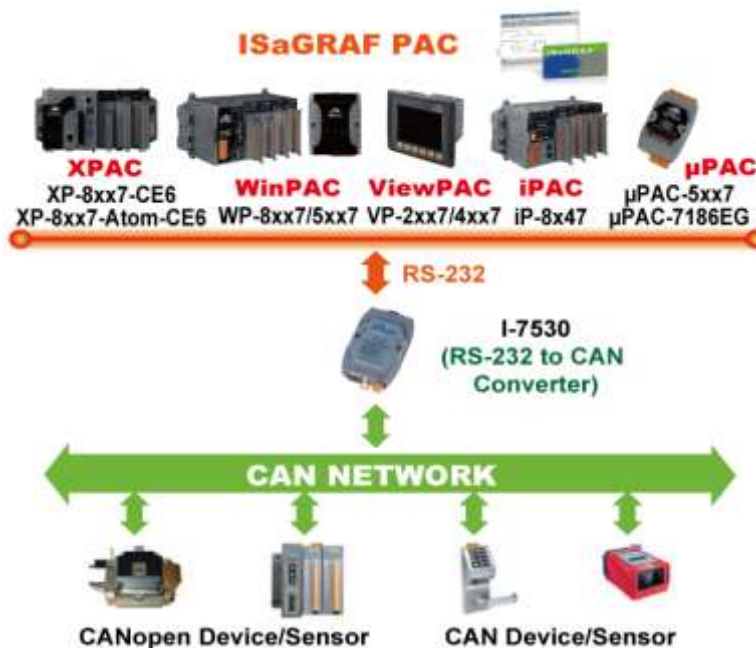 ISaGRAF PAC
XPAC
XP-8xx7-CE6
XP-8xx7-Atom-CE6
WinPAC
WP-8xx7/5xx7
ViewPAC
VP-2xx7/4xx7
iPAC
iP-8x47
µPAC
µPAC-5xx7
µPAC-7186EG
RS-232
I-7530
(RS-232 to CAN
Converter)
CAN NETWORK
CANopen Device/Sensor
CAN Device/Sensor